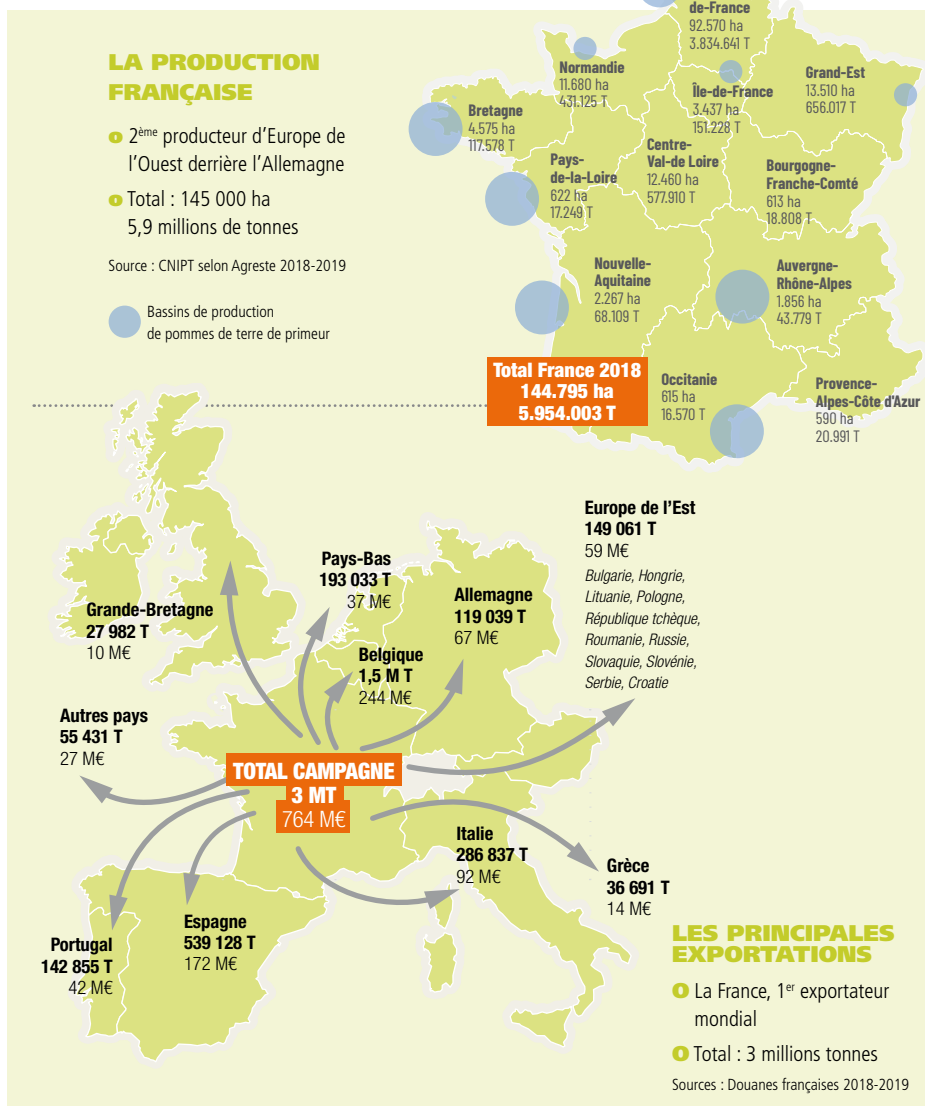 LA PRODUCTION
FRANÇAISE
2ème producteur d'Europe de
l'Ouest derrière l'Allemagne
Total : 145 000 ha
5,9 millions de tonnes
Source : CNIPT selon Agreste 2018-2019
Bassins de production
de pommes de terre de primeur
de-France
92.570 ha
3.834.641 T
Normandie
11.680 ha
431.125 T
Île-de-France
3.437 ha
151.228 T
Grand-Est
13.510 ha
656.017 T
Bretagne
4.575 ha
117.578 T
Pays-
de-la-Loire
622 ha
17.249 T
Centre-
Val-de Loire
12.460 ha
577.910 T
Bourgogne-
Franche-Comté
613 ha
18.808 T
Nouvelle-
Aquitaine
2.267 ha
68.109 T
Auvergne-
Rhône-Alpes
1.856 ha
43.779 T
Total France 2018
144.795 ha
5.954.003 T
Occitanie
615 ha
16.570 T
Provence-
Alpes-Côte d'Azur
590 ha
20.991 T
Europe de l'Est
149 061 T
59 M€
Bulgarie, Hongrie,
Lituanie, Pologne,
République tchèque,
Roumanie, Russie,
Slovaquie, Slovénie,
Serbie, Croatie
Pays-Bas
193 033 T
37 M€
Allemagne
119 039 T
67 M€
Grande-Bretagne
27 982 T
10 M€
Belgique
1,5 M T
244 M€
Autres pays
55 431 T
27 M€
TOTAL CAMPAGNE
3 MT
764 M€
Italie
286 837 T
92 M€
Grèce
36 691 T
14 M€
Espagne
539 128 T
172 M€
Portugal
142 855 T
42 M€
LES PRINCIPALES
EXPORTATIONS
La France, 1er exportateur
mondial
Total : 3 millions tonnes
Sources : Douanes françaises 2018-2019